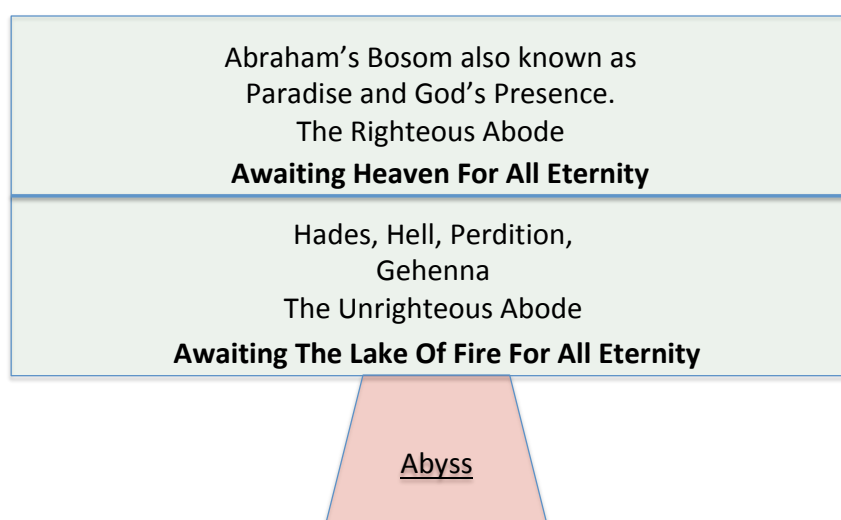 Abraham’s Bosom also known as
Paradise and God’s Presence.
The Righteous Abode
Awaiting Heaven For All Eternity
Hades, Hell, Perdition,
Gehenna
The Unrighteous Abode
Awaiting The Lake Of Fire For All Eternity
Abyss